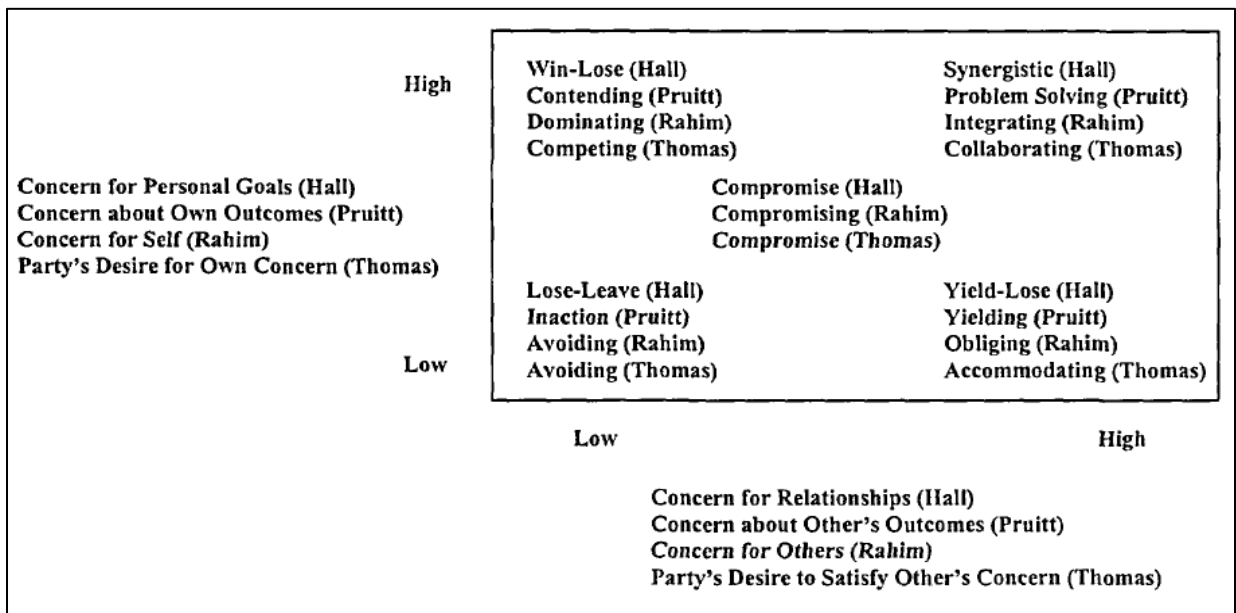 High
Win-Lose (Hall)
Contending (Pruitt)
Dominating (Rahim)
Competing (Thomas)
Synergistic (Hall)
Problem Solving (Pruitt)
Integrating (Rahim)
Collaborating (Thomas)
Concern for Personal Goals (Hall)
Concern about Own Outcomes (Pruitt)
Concern for Self (Rahim)
Party's Desire for Own Concern (Thomas)
Compromise (Hall)
Compromising (Rahim)
Compromise (Thomas)
Low
Lose-Leave (Hall)
Inaction (Pruitt)
Avoiding (Rahim)
Avoiding (Thomas)
Yield-Lose (Hall)
Yielding (Pruitt)
Obliging (Rahim)
Accommodating (Thomas)
Low
High
Concern for Relationships (Hall)
Concern about Other's Outcomes (Pruitt)
Concern for Others (Rahim)
Party's Desire to Satisfy Other's Concern (Thomas)